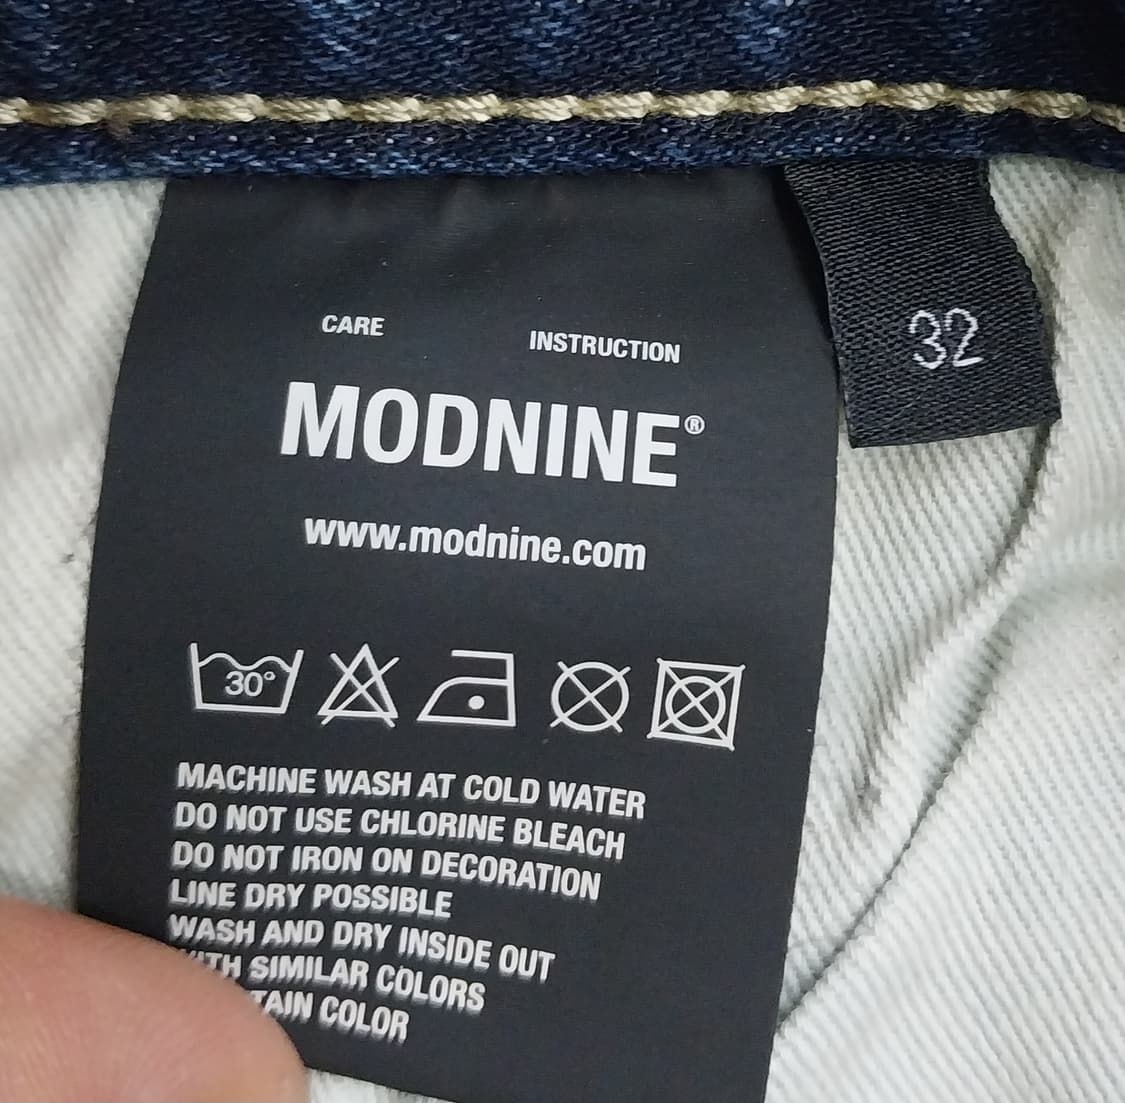 CARE INSTRUCTION
MODNINE®
www.modnine.com
32
30°
MACHINE WASH AT COLD WATER
DO NOT USE CHLORINE BLEACH
DO NOT IRON ON DECORATION
LINE DRY POSSIBLE
WASH AND DRY INSIDE OUT
SIMILAR COLORS
COLOR